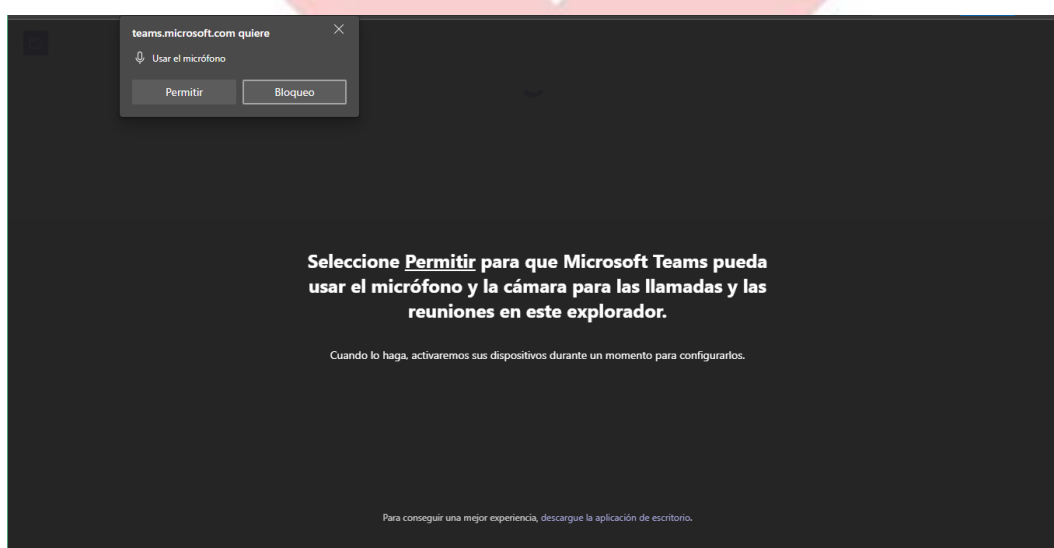 teams.microsoft.com quiere
Usar el micrófono
Permitir
Bloqueo
Seleccione Permitir para que Microsoft Teams pueda
usar el micrófono y la cámara para las llamadas y las
reuniones en este explorador.
Cuando lo haga, activaremos sus dispositivos durante un momento para configurarlos.
Para conseguir una mejor experiencia, descargue la aplicación de escritorio.